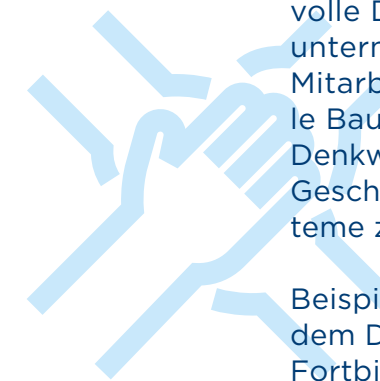 volle D
unterr
Mitarb
le Bau
Denkw
Gesch
teme z
Beispi
dem D
Fortbi